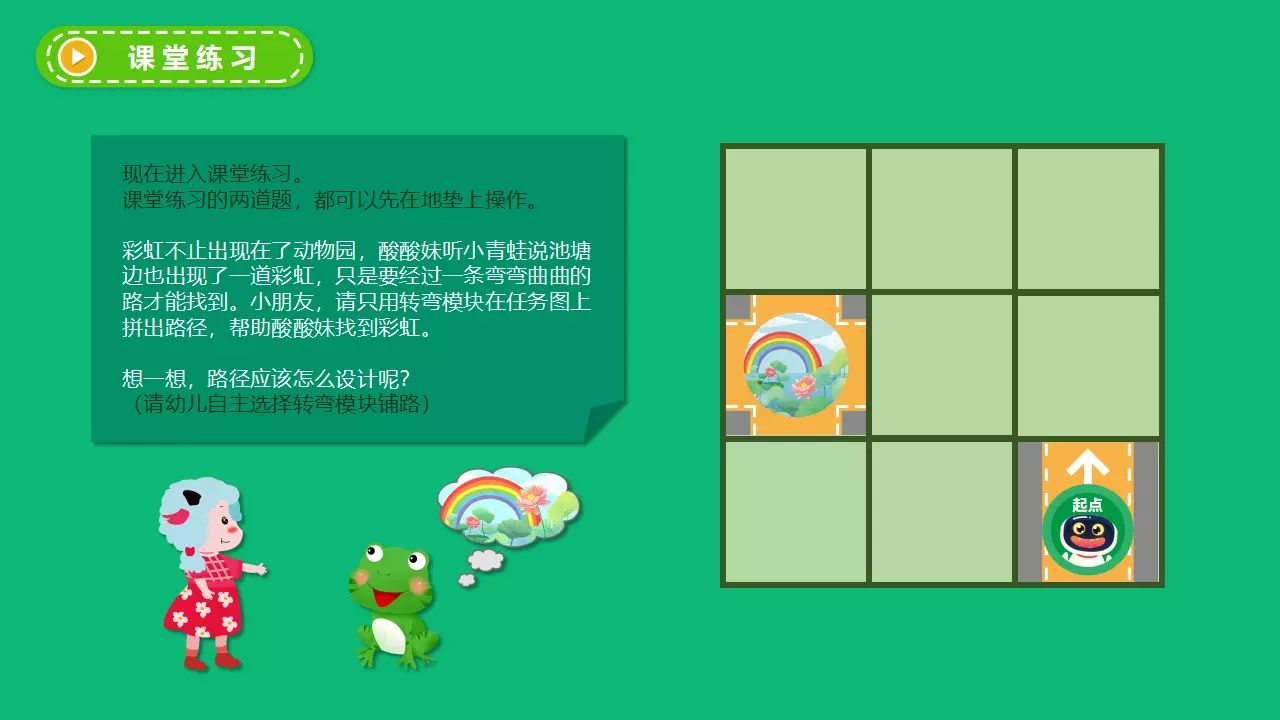 课堂练习
现在进入课堂练习。
课堂练习的两道题，都可以先在地垫上操作。
彩虹不止出现在了动物园，酸酸妹听小青蛙说池塘
边也出现了一道彩虹，只是要经过一条弯弯曲曲的
路才能找到。小朋友，请只用转弯模块在任务图上
拼出路径，帮助酸酸妹找到彩虹。
想一想，路径应该怎么设计呢?
（请幼儿自主选择转弯模块铺路）
起点